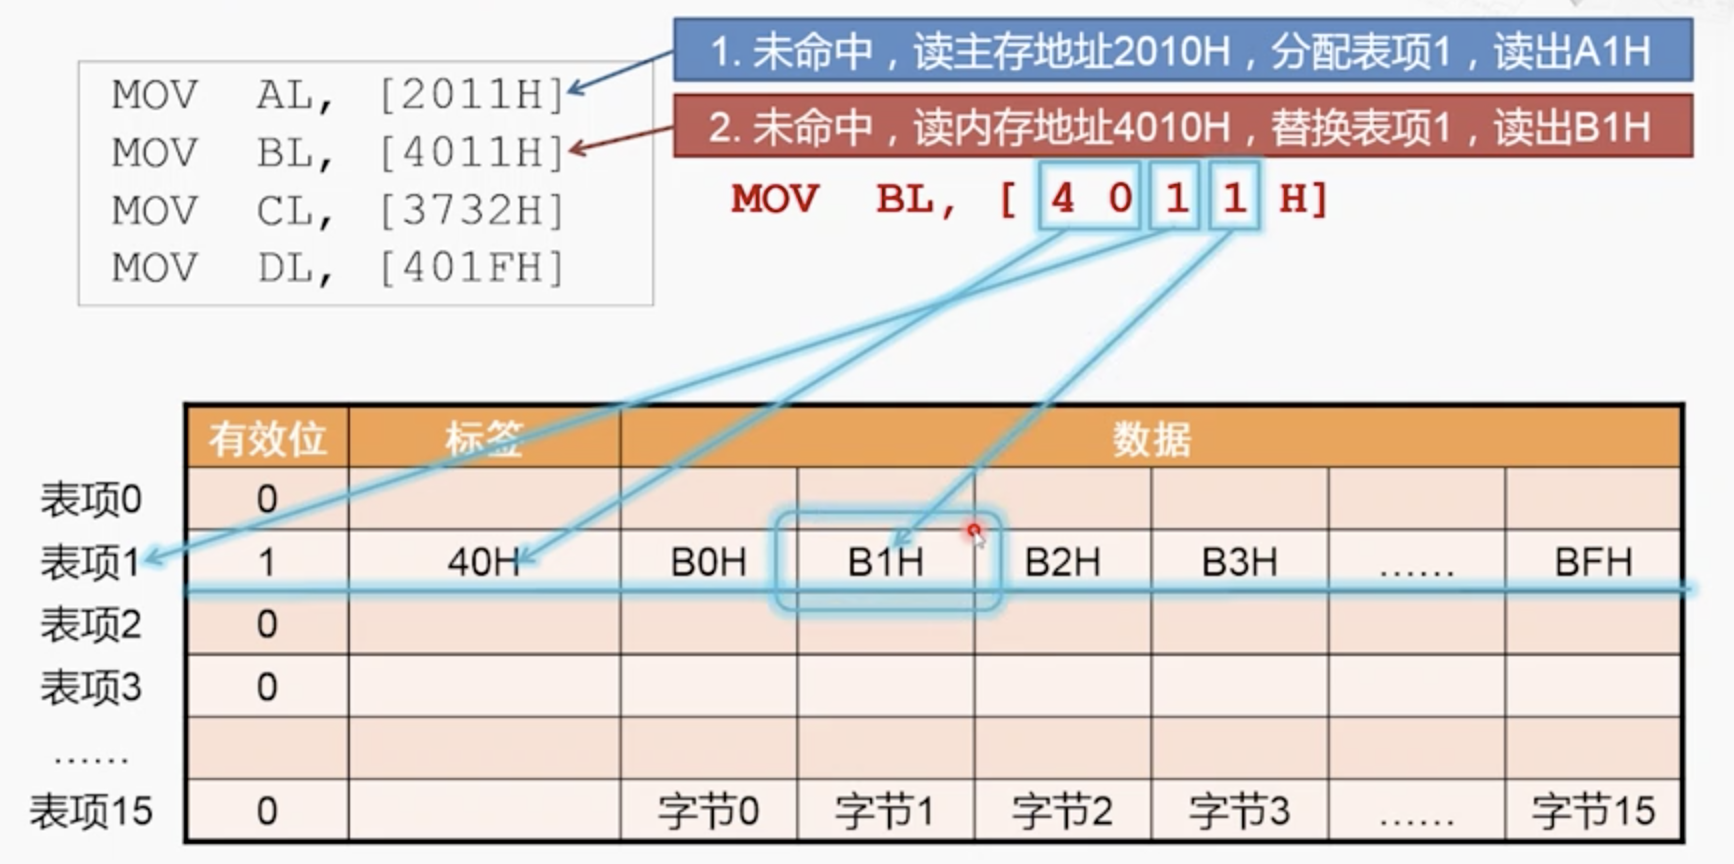 1. 未命中，读主存地址2010H，分配表项1，读出A1H
MOV AL, [2011H]
2. 未命中，读内存地址4010H，替换表项1，读出B1H
MOV BL, [4011H]
MOV CL, [3732H]
MOV DL, [401FH]
MOV BL, [ 4 0 1 1 H]
有效位 标签 数据
表项0 0
表项1 1 40H B0H B1H B2H B3H …… BFH
表项2 0
表项3 0
……
表项15 0 字节0 字节1 字节2 字节3 …… 字节15